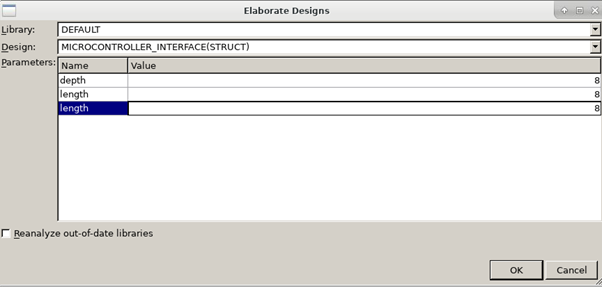 Elaborate Designs
Library: DEFAULT
Design: MICROCONTROLLER_INTERFACE(STRUCT)
Parameters: Name Value
depth 8
length 8
length 8
Reanalyze out-of-date libraries
OK Cancel